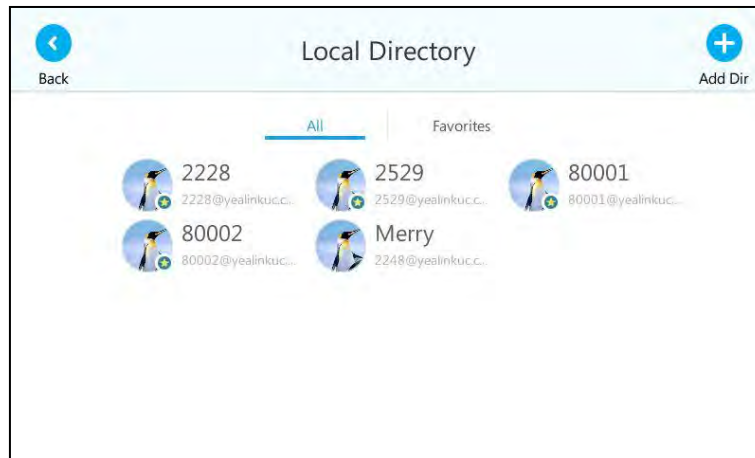 Local Directory
Back
Add Dir
All Favorites
2228 2529 80001
2228@yealinkuc.c... 2529@yealinkuc.c... 80001@yealinkuc...
80002 Merry
80002@yealinkuc... 2248@yealinkuc.c...